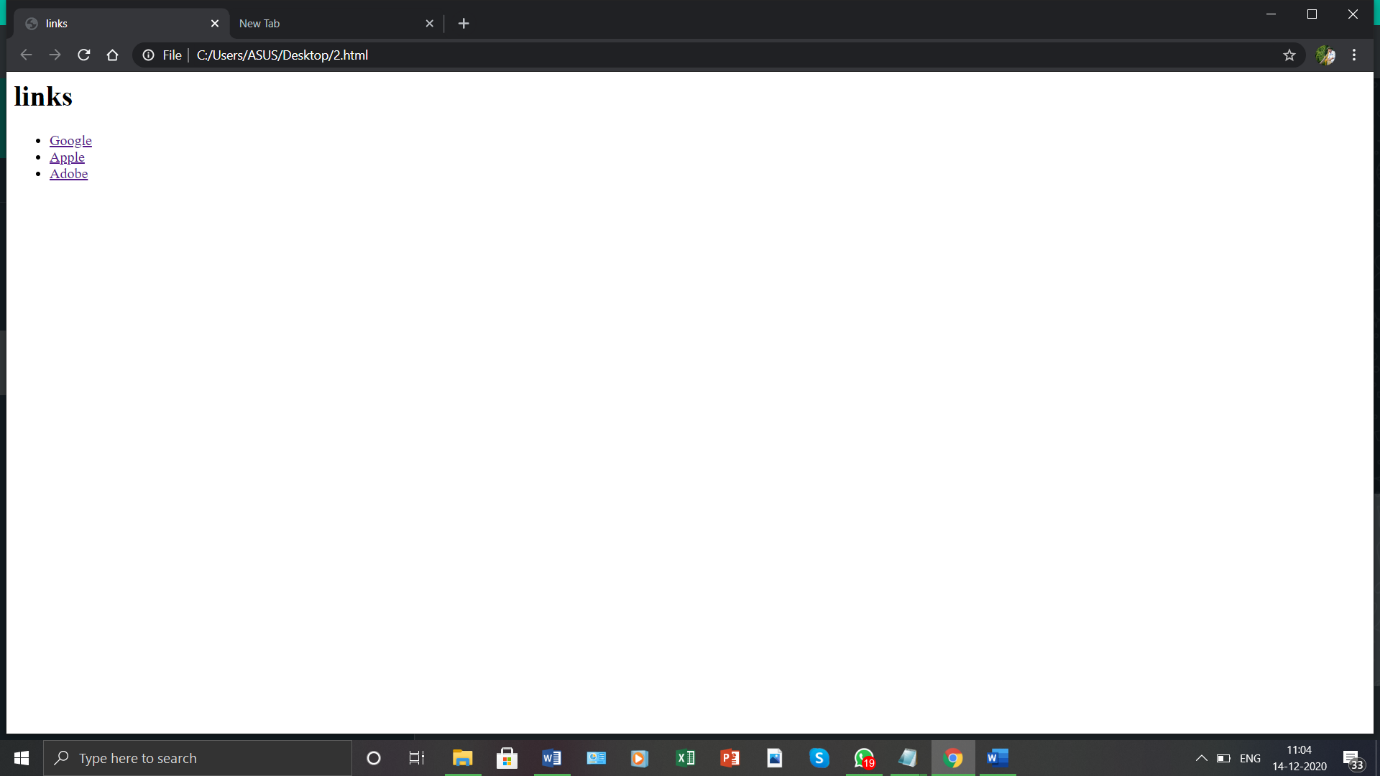 links
New Tab
File
C:/Users/ASUS/Desktop/2.html
links
Google
Apple
Adobe
Type here to search
19
ENG
11:04
14-12-2020
33